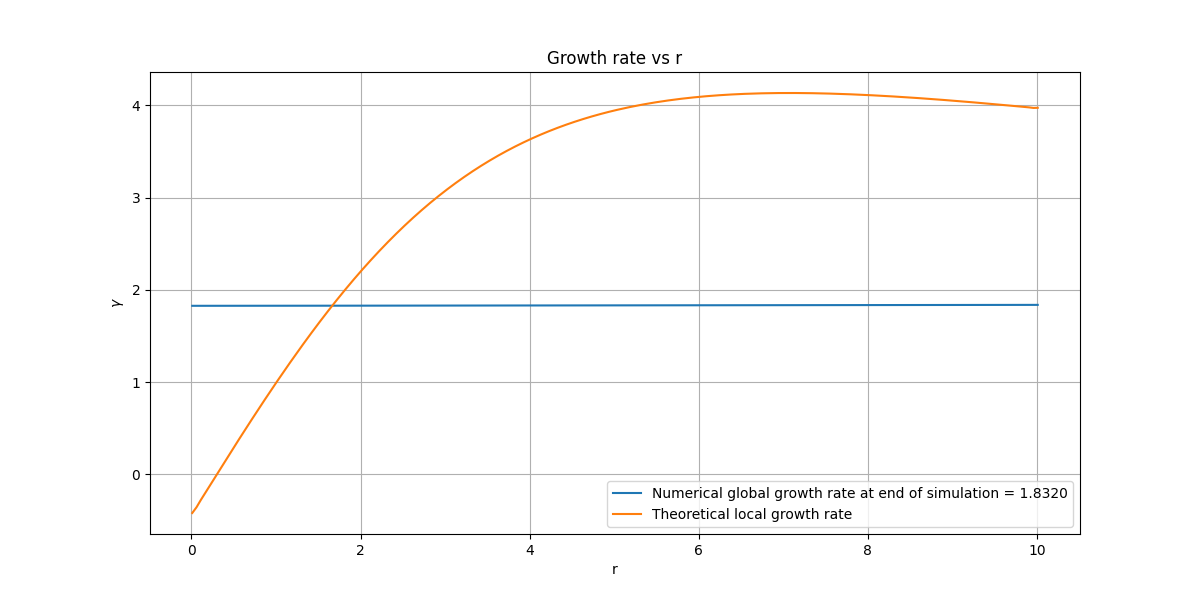 Growth rate vs r
γ
4
3
2
1
0
Numerical global growth rate at end of simulation = 1.8320
Theoretical local growth rate
0 2 4 6 8 10
r